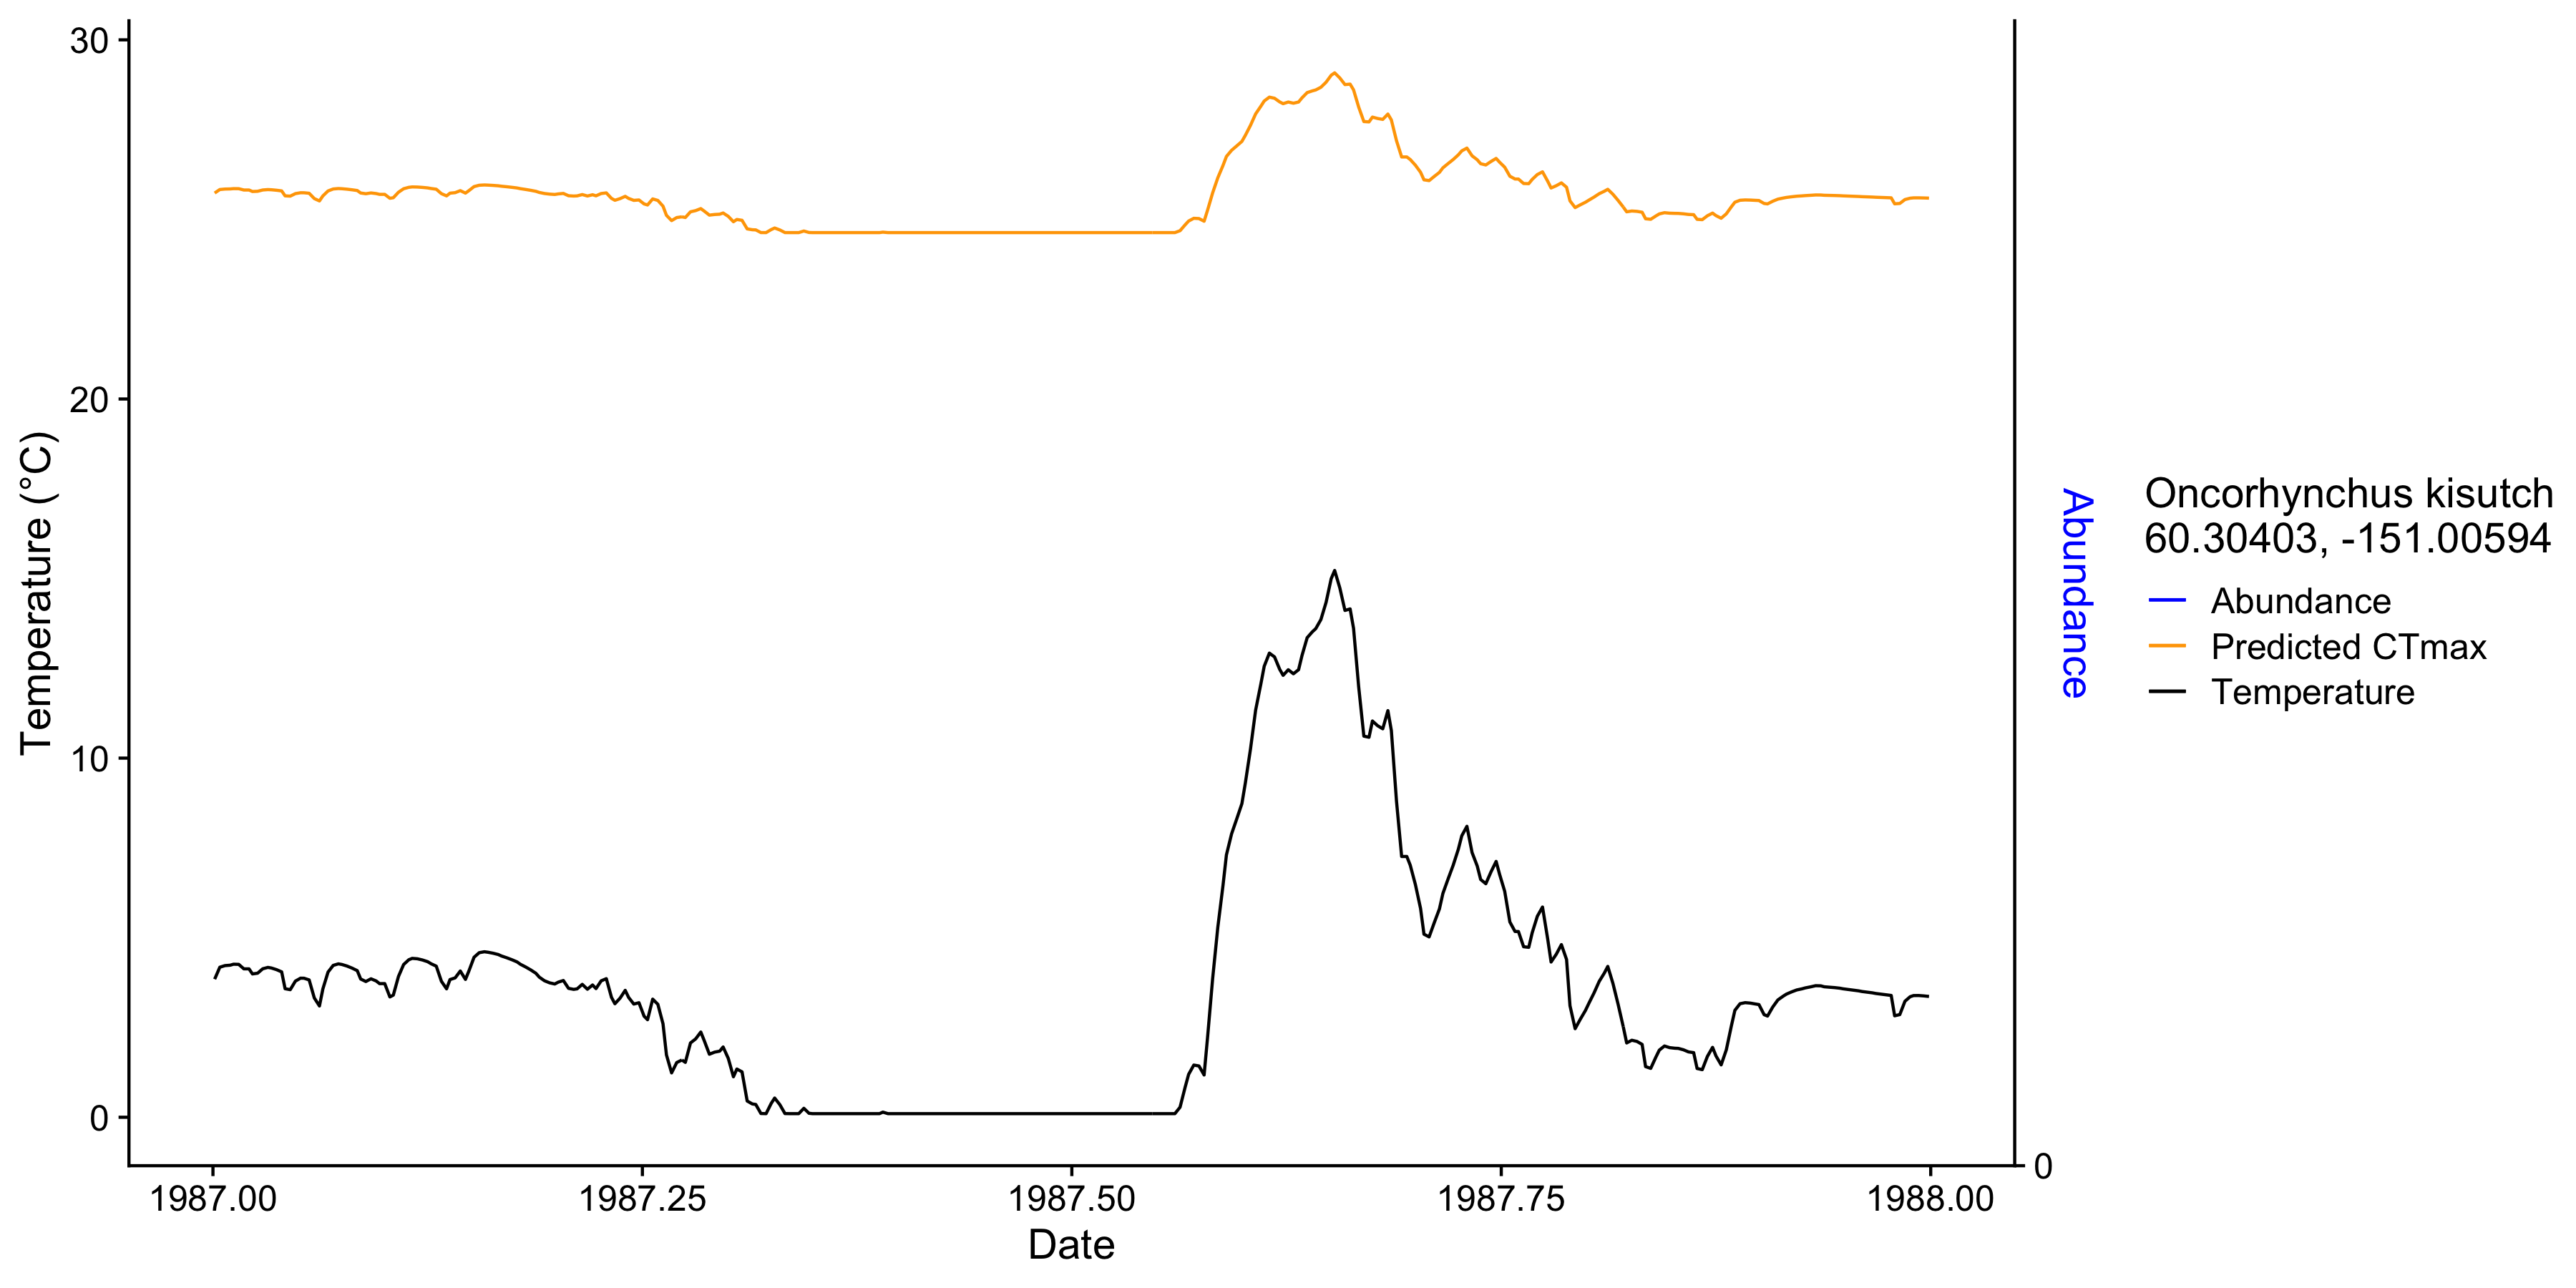 30
20
10
0
Temperature (°C)
1987.00
1987.25
1987.50
1987.75
1988.00
Date
0
Abundance
Oncorhynchus kisutch
60.30403, -151.00594
Abundance
Predicted CTmax
Temperature